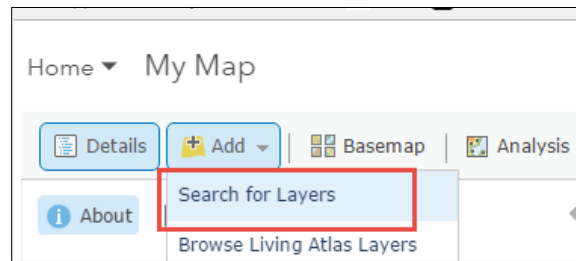 Home My Map
Details Add Basemap Analysis
Search for Layers
About
Browse Living Atlas Layers